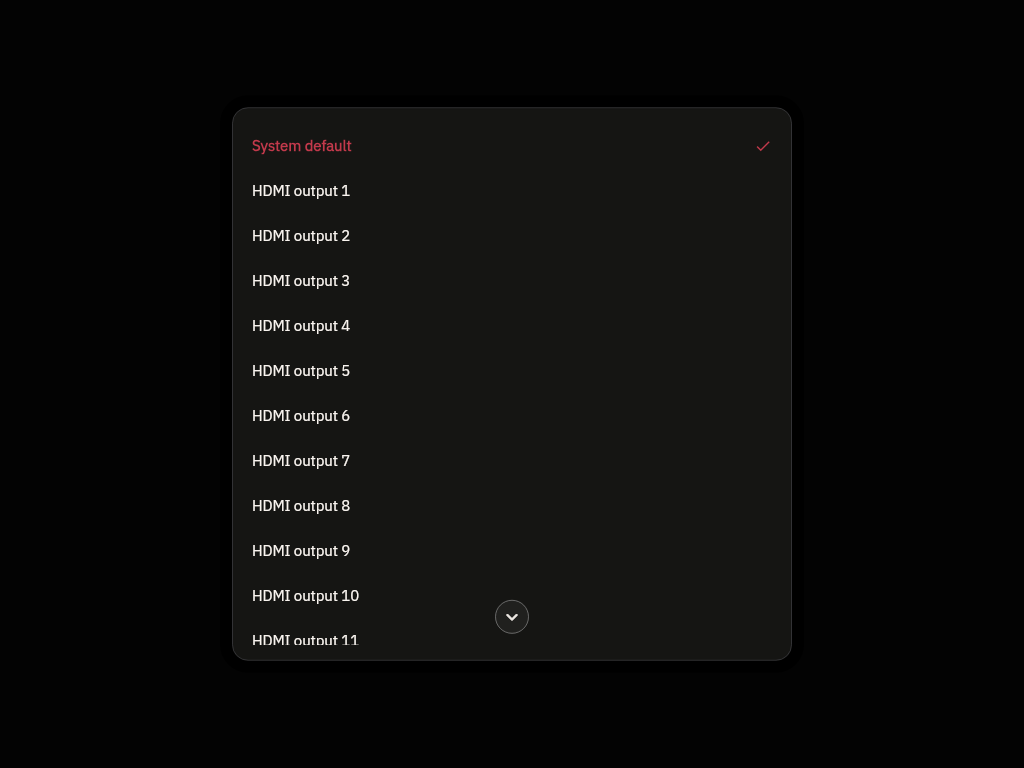 System default
HDMI output 1
HDMI output 2
HDMI output 3
HDMI output 4
HDMI output 5
HDMI output 6
HDMI output 7
HDMI output 8
HDMI output 9
HDMI output 10
HDMI output 11